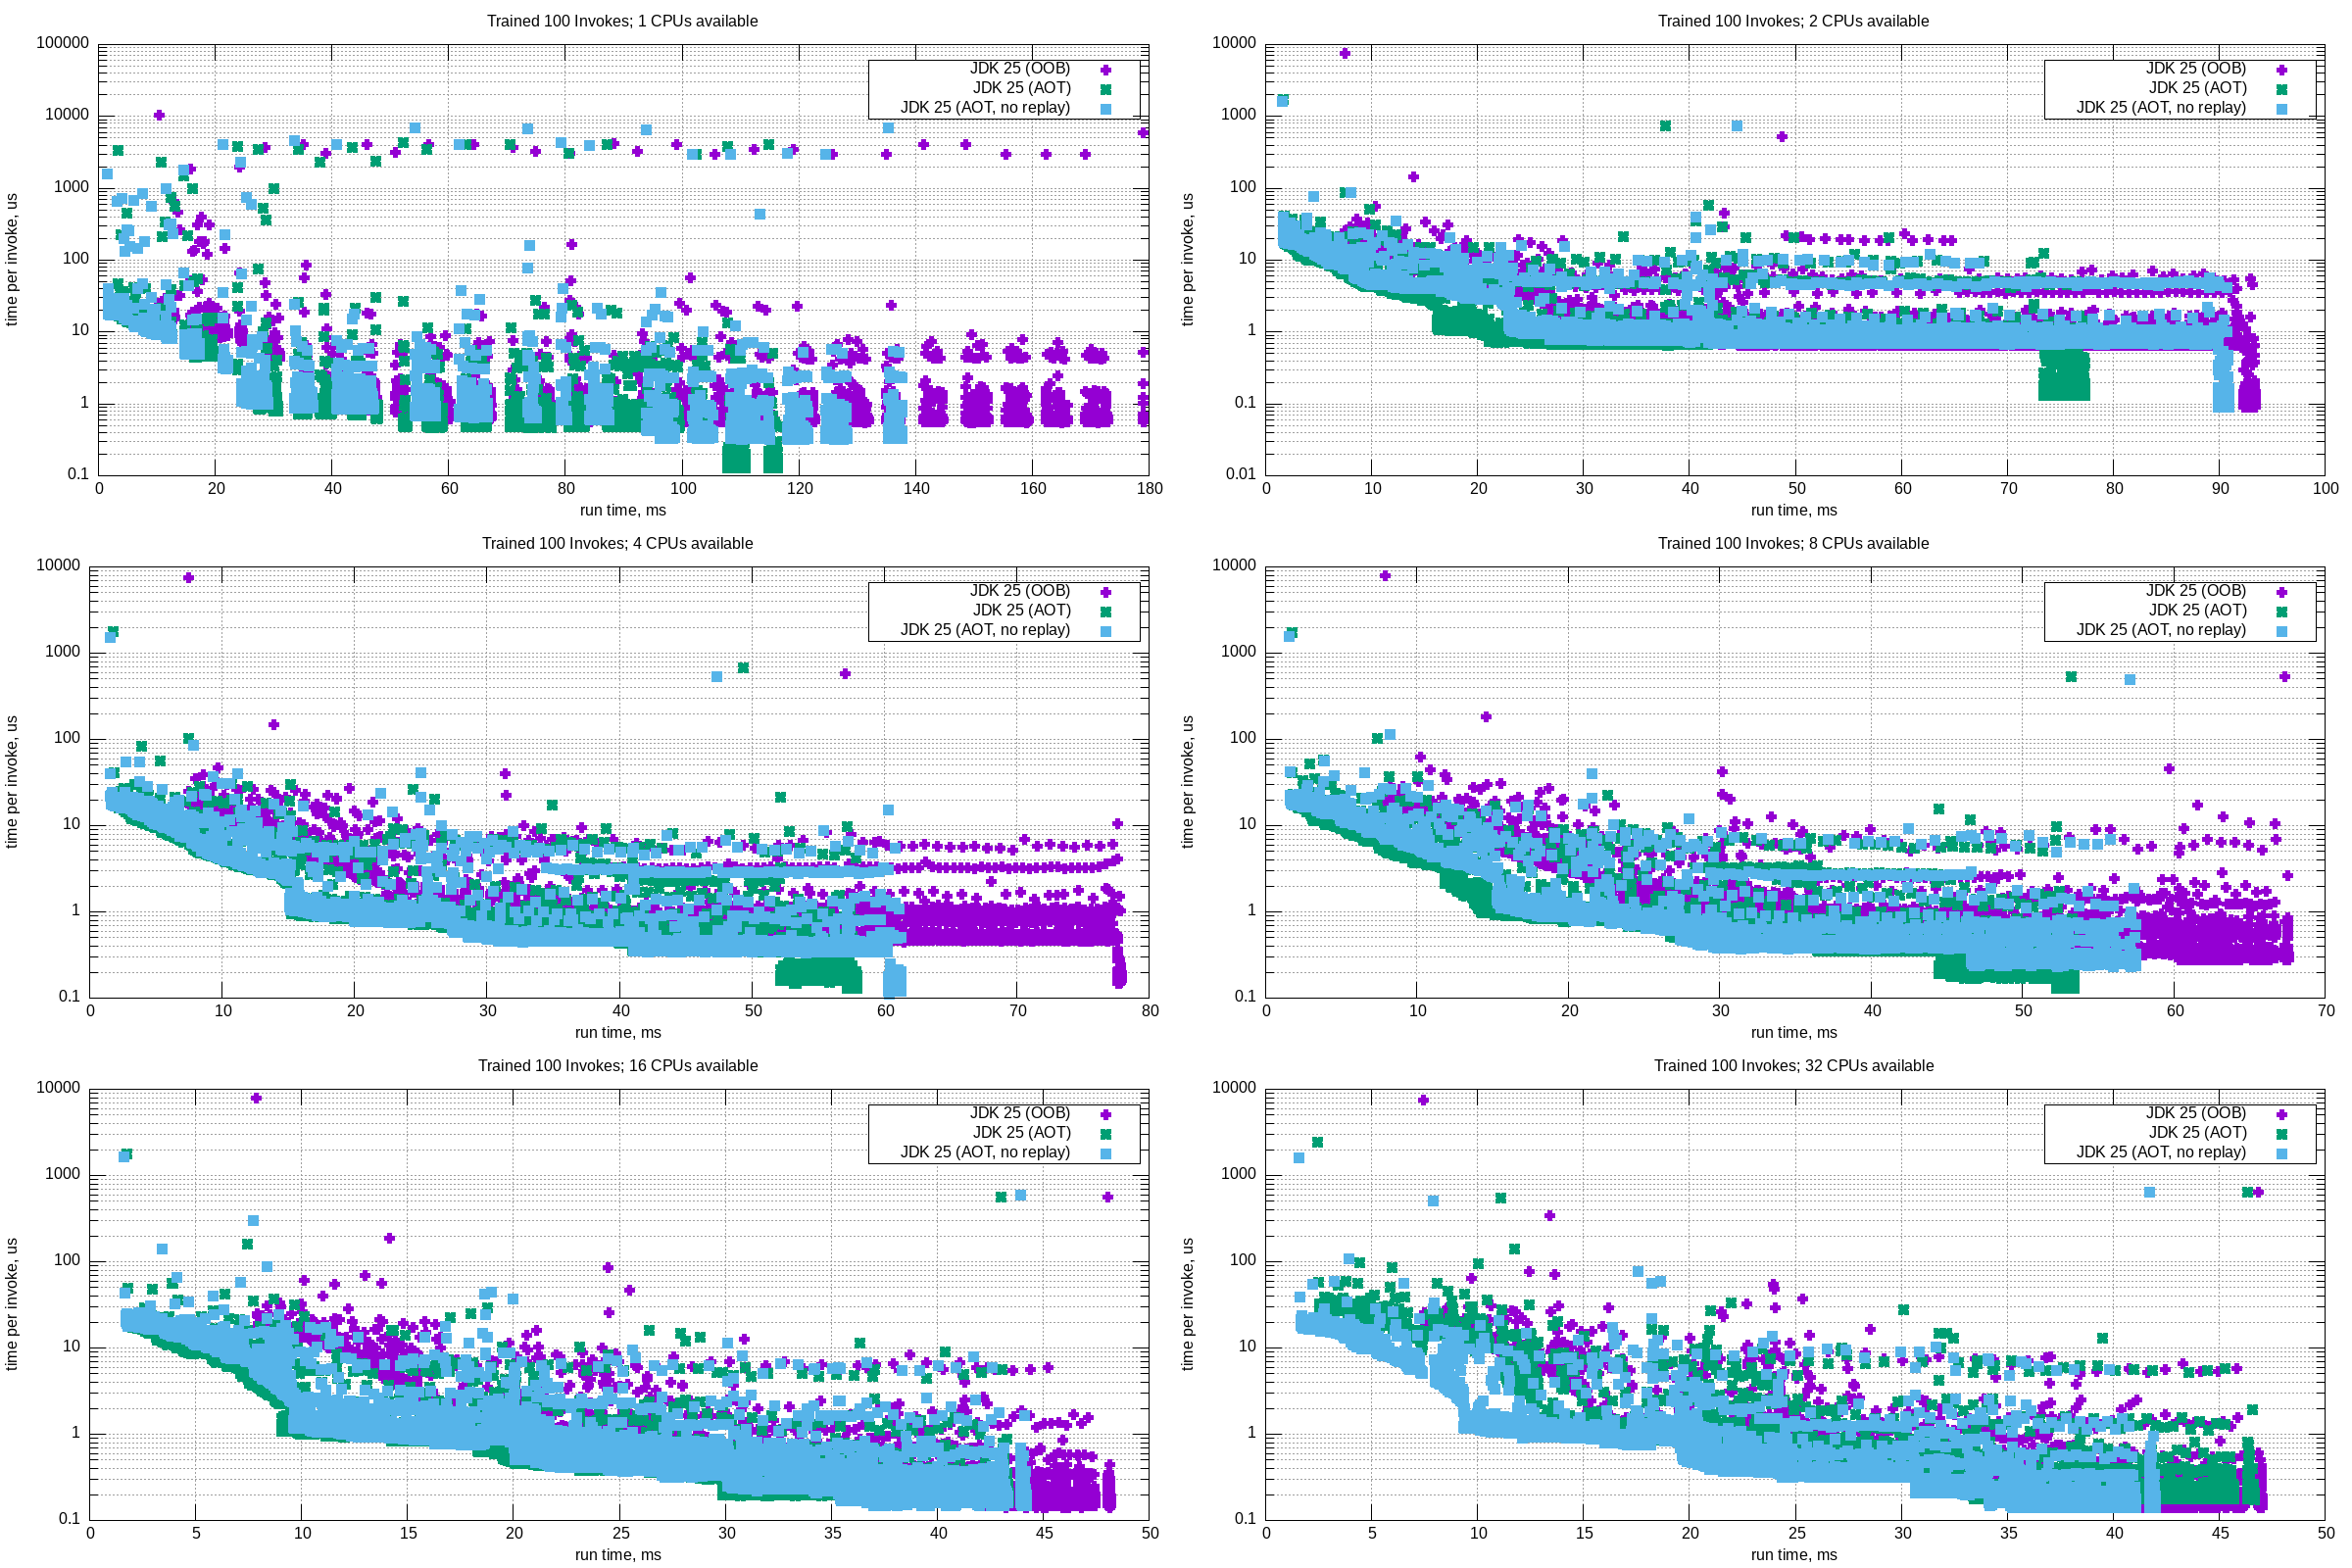 Trained 100 Invokes; 1 CPUs available
time per invoke, us
100000
10000
1000
100
10
1
0.1
JDK 25 (OOB)
JDK 25 (AOT)
JDK 25 (AOT, no replay)
0 20 40 60 80 100 120 140 160 180
run time, ms
Trained 100 Invokes; 2 CPUs available
time per invoke, us
10000
1000
100
10
1
0.1
0.01
JDK 25 (OOB)
JDK 25 (AOT)
JDK 25 (AOT, no replay)
0 10 20 30 40 50 60 70 80 90 100
run time, ms
Trained 100 Invokes; 4 CPUs available
time per invoke, us
10000
1000
100
10
1
0.1
JDK 25 (OOB)
JDK 25 (AOT)
JDK 25 (AOT, no replay)
0 10 20 30 40 50 60 70 80
run time, ms
Trained 100 Invokes; 8 CPUs available
time per invoke, us
10000
1000
100
10
1
0.1
JDK 25 (OOB)
JDK 25 (AOT)
JDK 25 (AOT, no replay)
0 10 20 30 40 50 60 70
run time, ms
Trained 100 Invokes; 16 CPUs available
time per invoke, us
10000
1000
100
10
1
0.1
JDK 25 (OOB)
JDK 25 (AOT)
JDK 25 (AOT, no replay)
0 5 10 15 20 25 30 35 40 45 50
run time, ms
Trained 100 Invokes; 32 CPUs available
time per invoke, us
10000
1000
100
10
1
0.1
JDK 25 (OOB)
JDK 25 (AOT)
JDK 25 (AOT, no replay)
0 5 10 15 20 25 30 35 40 45 50
run time, ms